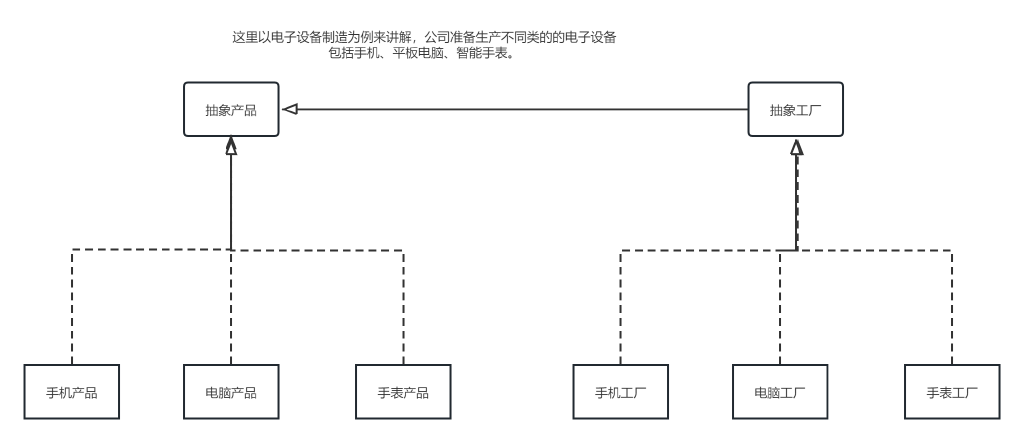 这里以电子设备制造为例来讲解，公司准备生产不同类的的电子设备
包括手机、平板电脑、智能手表。
抽象产品
抽象工厂
手机产品
电脑产品
手表产品
手机工厂
电脑工厂
手表工厂